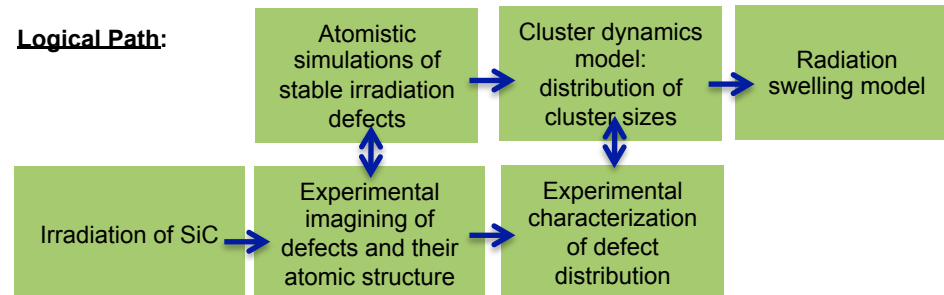 Logical Path:
Atomistic
simulations of
stable irradiation
defects
Cluster dynamics
model:
distribution of
cluster sizes
Radiation
swelling model
Irradiation of SiC
Experimental
imagining of
defects and their
atomic structure
Experimental
characterization
of defect
distribution